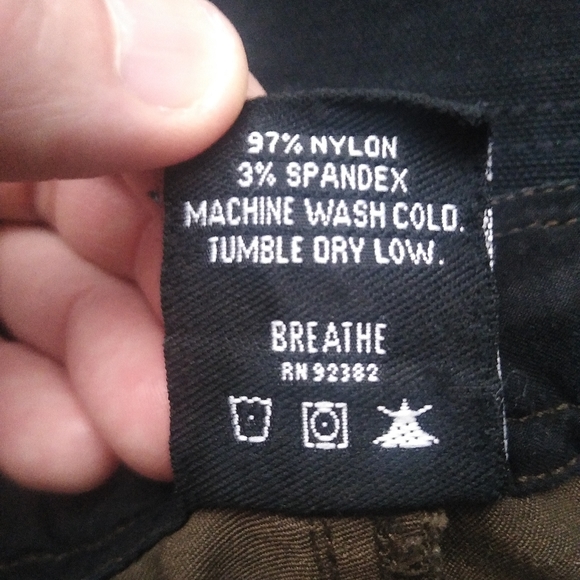 97% NYLON
3% SPANDEX
MACHINE WASH COLD.
TUMBLE DRY LOW.
BREATHE
RN 92382